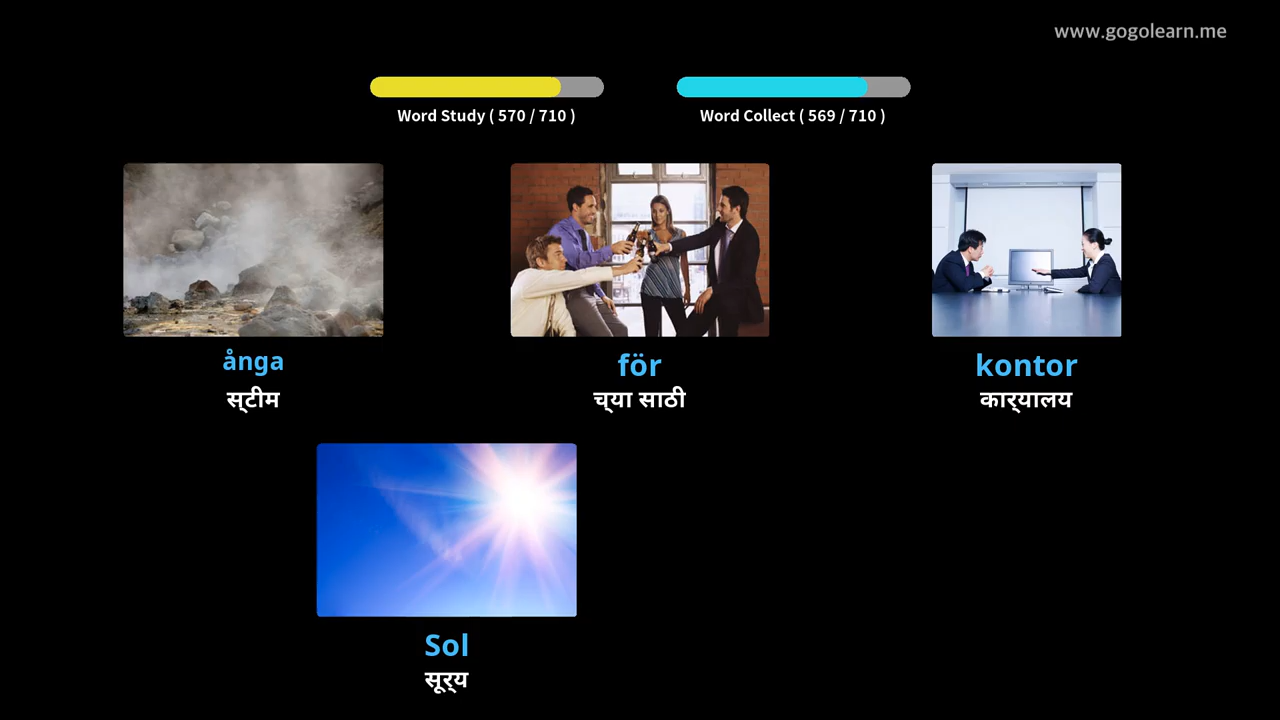 www.gogolearn.me
Word Study ( 570 / 710 )
Word Collect ( 569 / 710 )
ånga
स्टीम
för
च्या साठी
kontor
कार्यालय
Sol
सूर्य